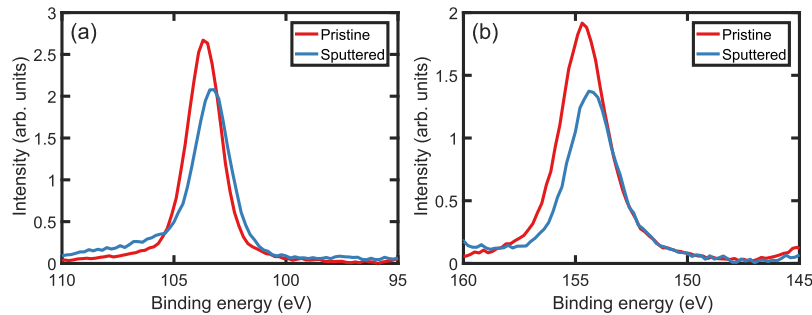 (a)
Pristine
Sputtered
Intensity (arb. units)
3
2.5
2
1.5
1
0.5
0
110
105
100
95
Binding energy (eV)
(b)
Pristine
Sputtered
Intensity (arb. units)
2
1.5
1
0.5
0
160
155
150
145
Binding energy (eV)